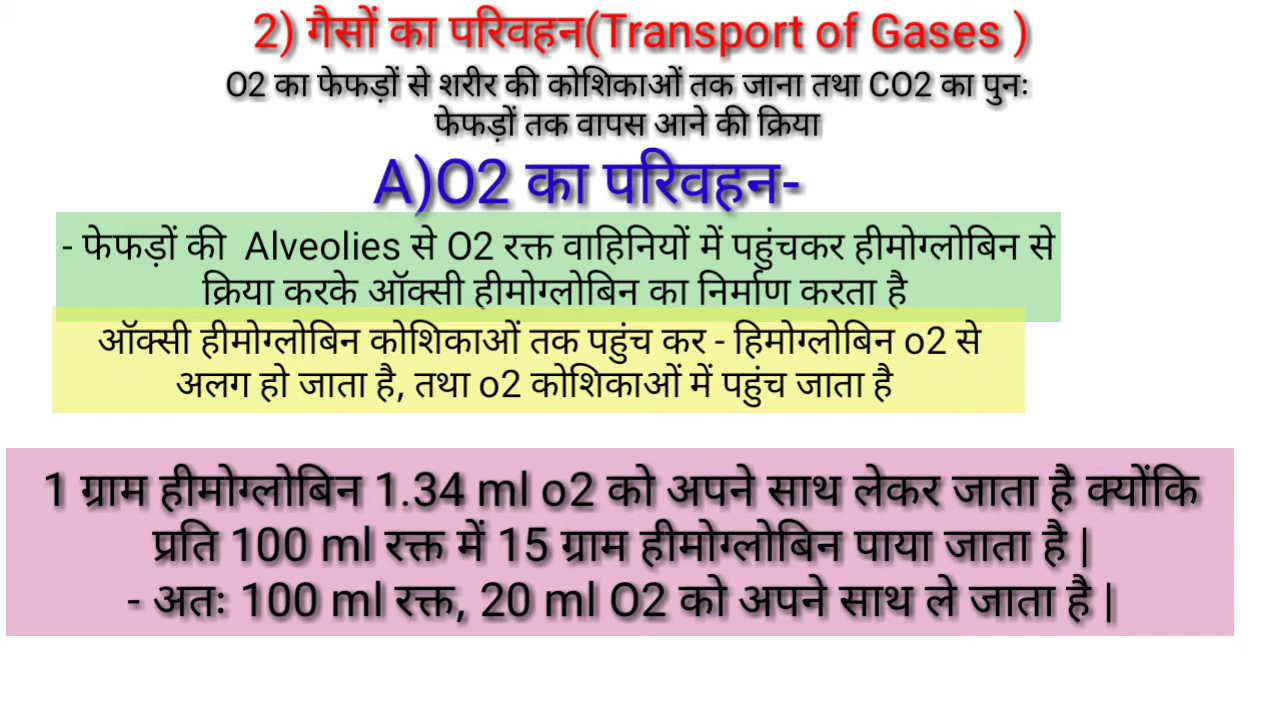 2) गैसों का परिवहन(Transport of Gases )
O2 का फेफड़ों से शरीर की कोशिकाओं तक जाना तथा CO2 का पुनः
फेफड़ों तक वापस आने की क्रिया
A)O2 का परिवहन-
- फेफड़ों की Alveolies से O2 रक्त वाहिनियों में पहुंचकर हीमोग्लोबिन से
क्रिया करके ऑक्सी हीमोग्लोबिन का निर्माण करता है
ऑक्सी हीमोग्लोबिन कोशिकाओं तक पहुंच कर - हिमोग्लोबिन o2 से
अलग हो जाता है, तथा o2 कोशिकाओं में पहुंच जाता है
1 ग्राम हीमोग्लोबिन 1.34 ml o2 को अपने साथ लेकर जाता है क्योंकि
प्रति 100 ml रक्त में 15 ग्राम हीमोग्लोबिन पाया जाता है |
- अतः 100 ml रक्त, 20 ml O2 को अपने साथ ले जाता है |